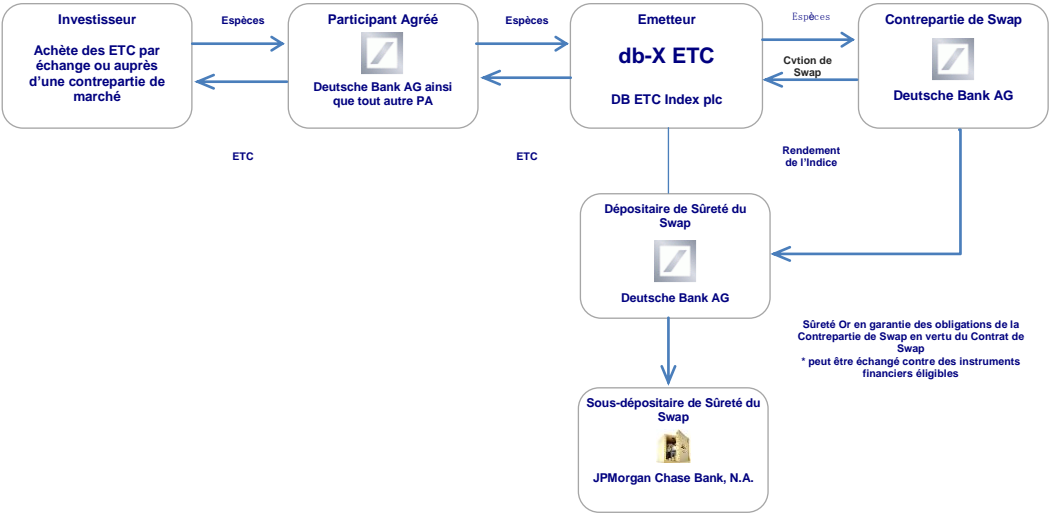 Investisseur
Achète des ETC par
échange ou auprès
d'une contrepartie de
marché
Espèces
ETC
Participant Agréé
Deutsche Bank AG ainsi
que tout autre PA
Espèces
ETC
Emetteur
db-X ETC
DB ETC Index plc
Espèces
Cvtion de
Swap
Rendement
de l'Indice
Contrepartie de Swap
Deutsche Bank AG
Dépositaire de Sûreté du
Swap
Deutsche Bank AG
Sûreté Or en garantie des obligations de la
Contrepartie de Swap en vertu du Contrat de
Swap
* peut être échangé contre des instruments
financiers éligibles
Sous-dépositaire de Sûreté du
Swap
JPMorgan Chase Bank, N.A.